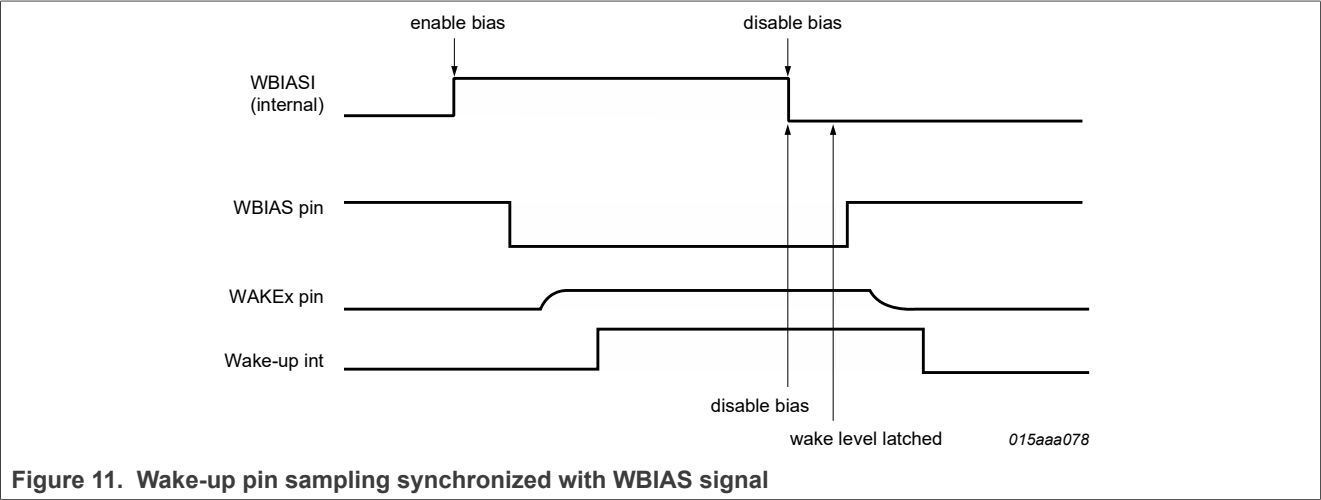 enable bias
disable bias
WBIASI
(internal)
WBIAS pin
WAKEx pin
Wake-up int
disable bias
wake level latched
015aaa078
Figure 11. Wake-up pin sampling synchronized with WBIAS signal